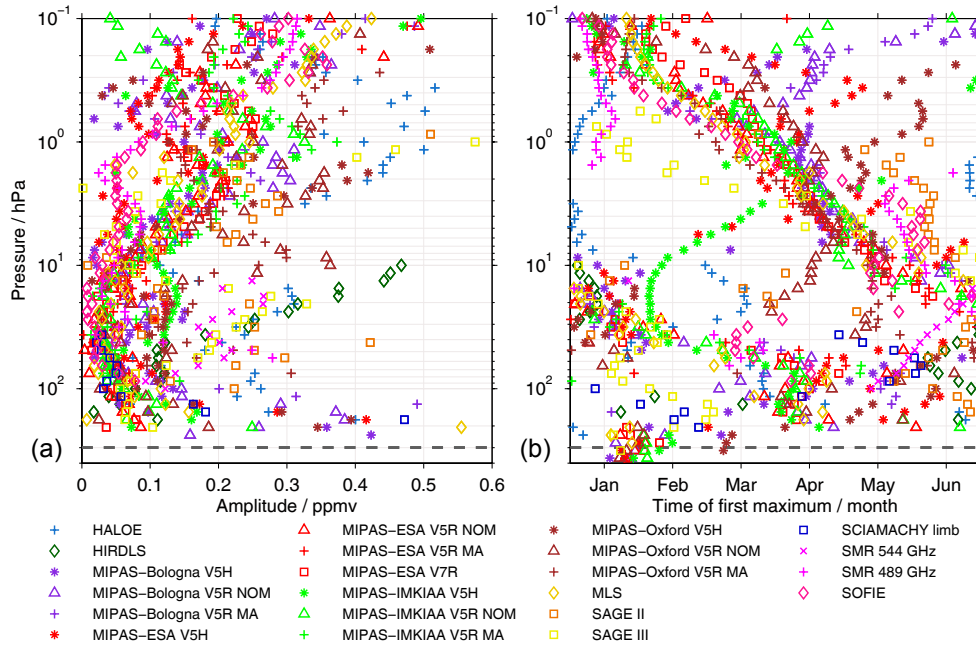 10⁻¹
10⁰
10¹
10²
Pressure / hPa
(a)
0
0.1
0.2
0.3
0.4
0.5
0.6
Amplitude / ppmv
10⁻¹
10⁰
10¹
10²
(b)
Jan
Feb
Mar
Apr
May
Jun
Time of first maximum / month
HALOE
HIRDLS
MIPAS−Bologna V5H
MIPAS−Bologna V5R NOM
MIPAS−Bologna V5R MA
MIPAS−ESA V5H
MIPAS−ESA V5R NOM
MIPAS−ESA V5R MA
MIPAS−ESA V7R
MIPAS−IMKIAA V5H
MIPAS−IMKIAA V5R NOM
MIPAS−IMKIAA V5R MA
MIPAS−Oxford V5H
MIPAS−Oxford V5R NOM
MIPAS−Oxford V5R MA
MLS
SAGE II
SAGE III
SCIAMACHY limb
SMR 544 GHz
SMR 489 GHz
SOFIE